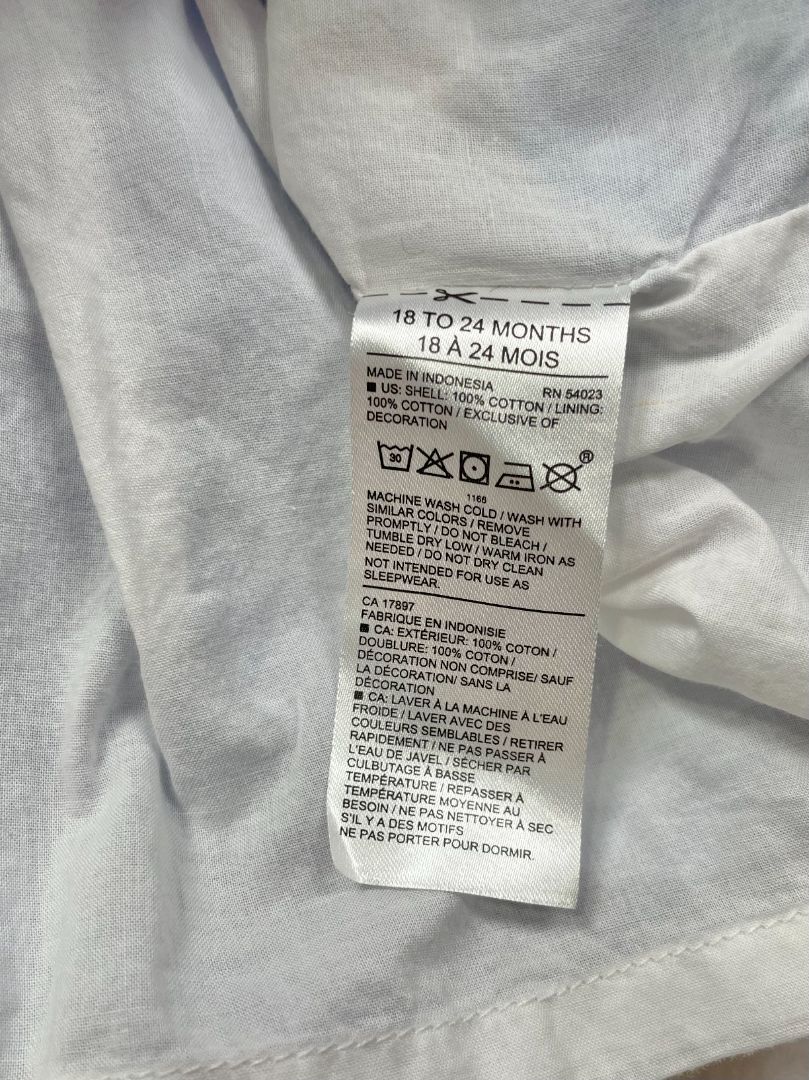 18 TO 24 MONTHS
18 À 24 MOIS
MADE IN INDONESIA RN 54023
US: SHELL: 100% COTTON / LINING:
100% COTTON / EXCLUSIVE OF
DECORATION
30
®
1166
MACHINE WASH COLD / WASH WITH
SIMILAR COLORS / REMOVE
PROMPTLY / DO NOT BLEACH /
TUMBLE DRY LOW / WARM IRON AS
NEEDED / DO NOT DRY CLEAN
NOT INTENDED FOR USE AS
SLEEPWEAR.
CA 17897
FABRIQUE EN INDONISIE
CA: EXTÉRIEUR: 100% COTON /
DOUBLURE: 100% COTON /
DÉCORATION NON COMPRISE/ SAUF
LA DÉCORATION/ SANS LA
DÉCORATION
CA: LAVER À LA MACHINE À L'EAU
FROIDE / LAVER AVEC DES
COULEURS SEMBLABLES / RETIRER
RAPIDEMENT / NE PAS PASSER À
L'EAU DE JAVEL / SÉCHER PAR
CULBUTAGE À BASSE
TEMPÉRATURE / REPASSER À
TEMPÉRATURE MOYENNE AU
BESOIN / NE PAS NETTOYER À SEC
S'IL Y A DES MOTIFS
NE PAS PORTER POUR DORMIR.